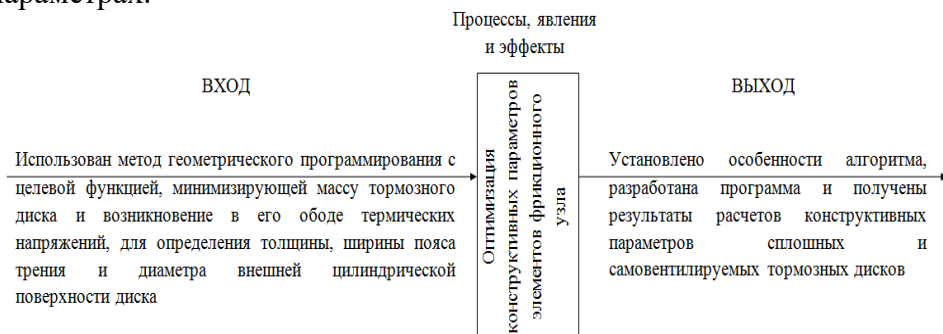 параметрах.
Процессы, явления
и эффекты
ВХОД
Использован метод геометрического программирования с
целевой функцией, минимизирующей массу тормозного
диска и возникновение в его ободе термических
напряжений, для определения толщины, ширины пояса
трения и диаметра внешней цилиндрической
поверхности диска
Оптимизация
конструктивных параметров
элементов фрикционного
узла
ВЫХОД
Установлено особенности алгоритма,
разработана программа и получены
результаты расчетов конструктивных
параметров сплошных и
самовентилируемых тормозных дисков